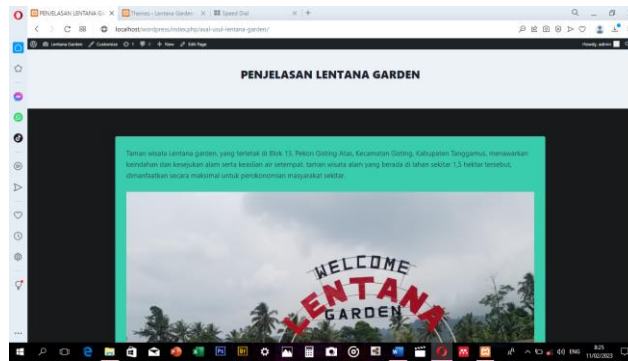 PENJELASAN LENTANA G
Themes - Lentana Garden
Speed Dial
localhost/wordpress/index.php/asal-usul-lentana-garden/
Lentana Garden Customize 1 1 New Edit Page
Howdy, admin
PENJELASAN LENTANA GARDEN
Taman wisata Lentana garden, yang terletak di Blok 13, Pekon Gisting Atas, Kecamatan Gisting, Kabupaten Tanggamus, menawarkan
keindahan dan kesejukan alam serta keedian air setempat. taman wisata alam yang berada di lahan sekitar 1,5 hektar tersebut,
dimanfaatkan secara maksimal untuk perokonomian masyarakat sekitar.
WELCOME
LENTANA
GARDEN
ENG
8:25
11/02/2023